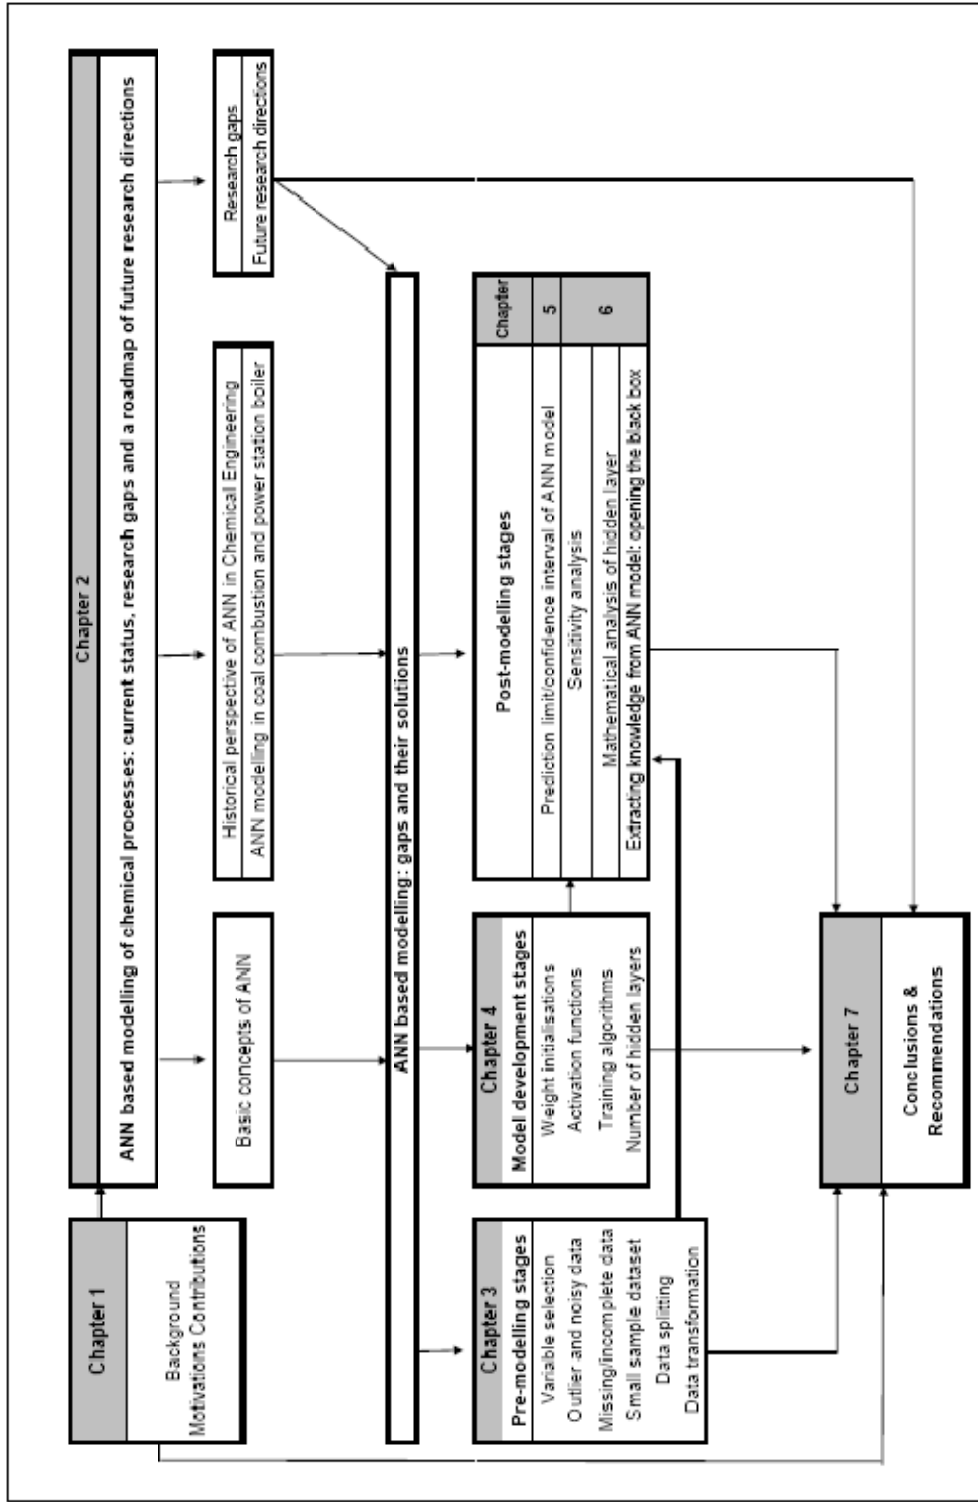 Chapter 1
Background
Motivations Contributions
Chapter 2
ANN based modelling of chemical processes: current status, research gaps and a roadmap of future research directions
Basic concepts of ANN
Historical perspective of ANN in Chemical Engineering
ANN modelling in coal combustion and power station boiler
Research gaps
Future research directions
ANN based modelling: gaps and their solutions
Chapter 3
Pre-modelling stages
Variable selection
Outlier and noisy data
Missing/incomplete data
Small sample dataset
Data splitting
Data transformation
Chapter 4
Model development stages
Weight initialisations
Activation functions
Training algorithms
Number of hidden layers
Post-modelling stages
Chapter
Prediction limit/confidence interval of ANN model
5
Sensitivity analysis
Mathematical analysis of hidden layer
6
Extracting knowledge from ANN model: opening the black box
Chapter 7
Conclusions &
Recommendations